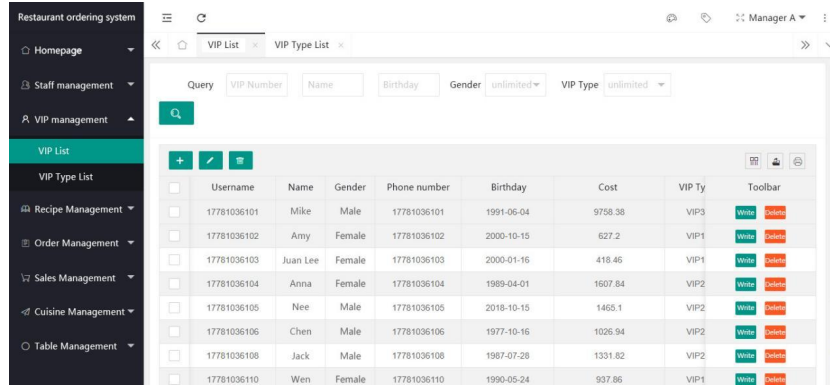 Restaurant ordering system
Manager A
VIP List × VIP Type List ×
Homepage
Staff management
VIP management
VIP List
VIP Type List
Recipe Management
Order Management
Sales Management
Cuisine Management
Table Management
Query VIP Number Name Birthday Gender unlimited VIP Type unlimited
Username Name Gender Phone number Birthday Cost VIP Ty Toolbar
17781036101 Mike Male 17781036101 1991-06-04 9758.38 VIP3 Write Delete
17781036102 Amy Female 17781036102 2000-10-15 627.2 VIP1 Write Delete
17781036103 Juan Lee Female 17781036103 2000-01-16 418.46 VIP1 Write Delete
17781036104 Anna Female 17781036104 1989-04-01 1607.84 VIP2 Write Delete
17781036105 Nee Male 17781036105 2018-10-15 1465.1 VIP2 Write Delete
17781036106 Chen Male 17781036106 1977-10-16 1026.94 VIP2 Write Delete
17781036108 Jack Male 17781036108 1987-07-28 1331.82 VIP2 Write Delete
17781036110 Wen Female 17781036110 1990-05-24 937.86 VIP1 Write Delete